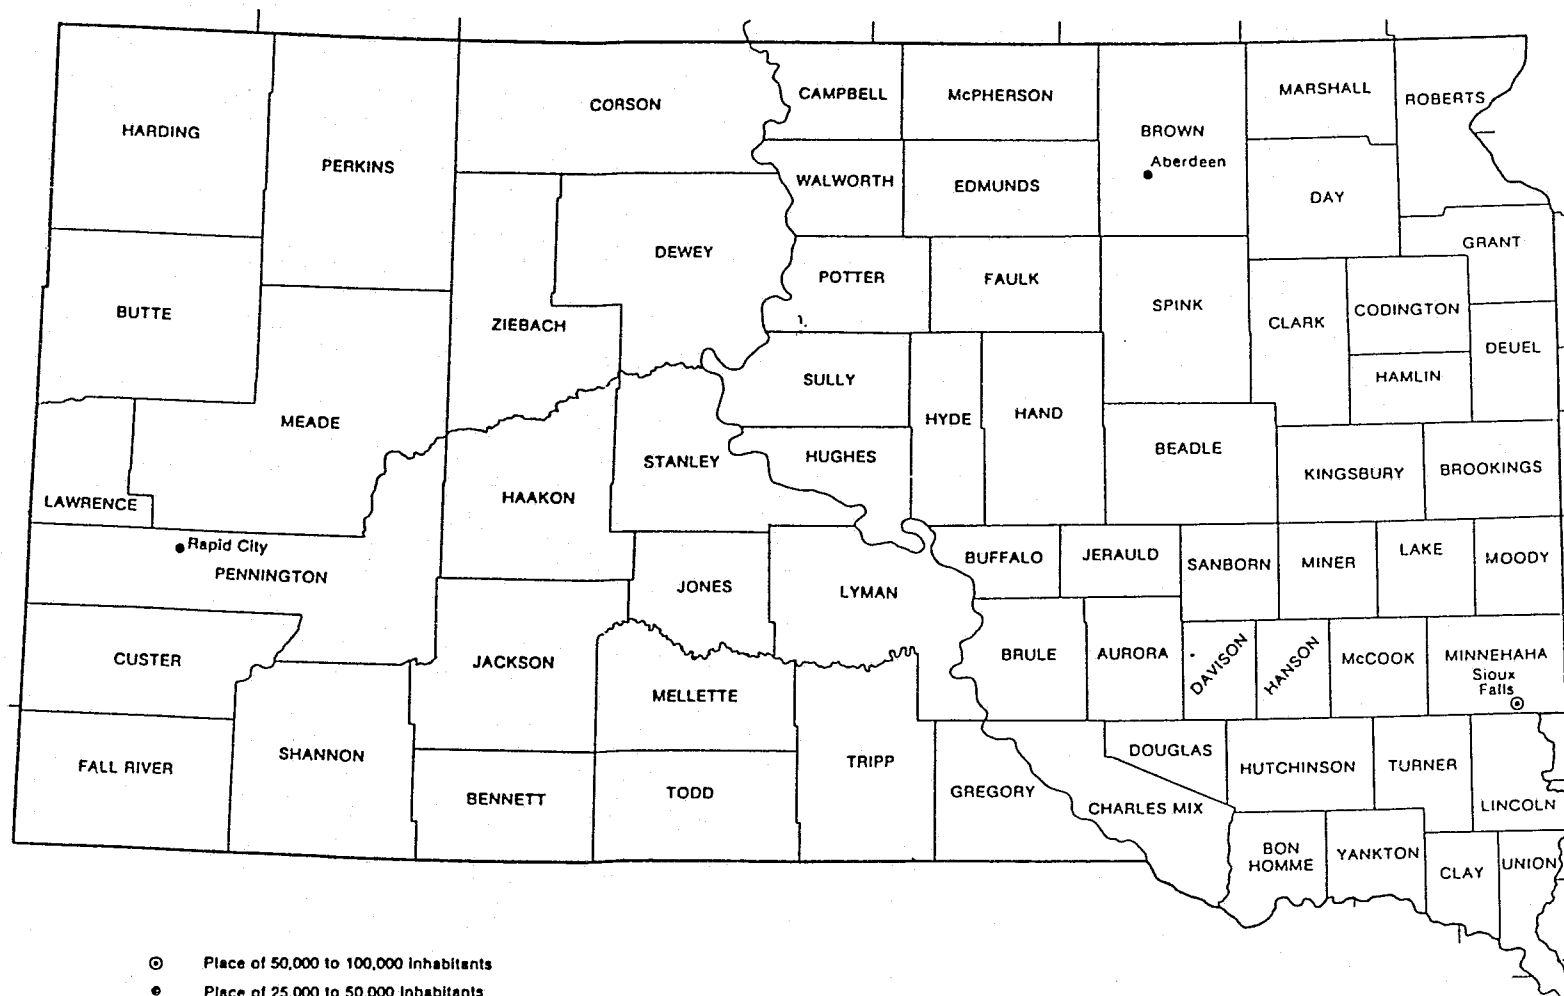 CORSON
CAMPBELL
McPHERSON
MARSHALL
ROBERTS
HARDING
BROWN
PERKINS
Aberdeen
WALWORTH
EDMUNDS
DAY
DEWEY
GRANT
POTTER
FAULK
BUTTE
ZIEBACH
SPINK
CLARK
CODINGTON
DEUEL
SULLY
HAMLIN
MEADE
HYDE
HAND
BEADLE
STANLEY
HUGHES
KINGSBURY
BROOKINGS
LAWRENCE
HAAKON
Rapid City
PENNINGTON
BUFFALO
JERAULD
SANBORN
MINER
LAKE
MOODY
JONES
LYMAN
CUSTER
JACKSON
BRULE
AURORA
DAVISON
HANSON
McCOOK
MINNEHAHA
Sioux
Falls
MELLETTE
FALL RIVER
SHANNON
BENNETT
TODD
TRIPP
GREGORY
DOUGLAS
HUTCHINSON
TURNER
CHARLES MIX
LINCOLN
BON
HOMME
YANKTON
CLAY
UNION
Place of 50,000 to 100,000 inhabitants
Place of 25,000 to 50,000 inhabitants